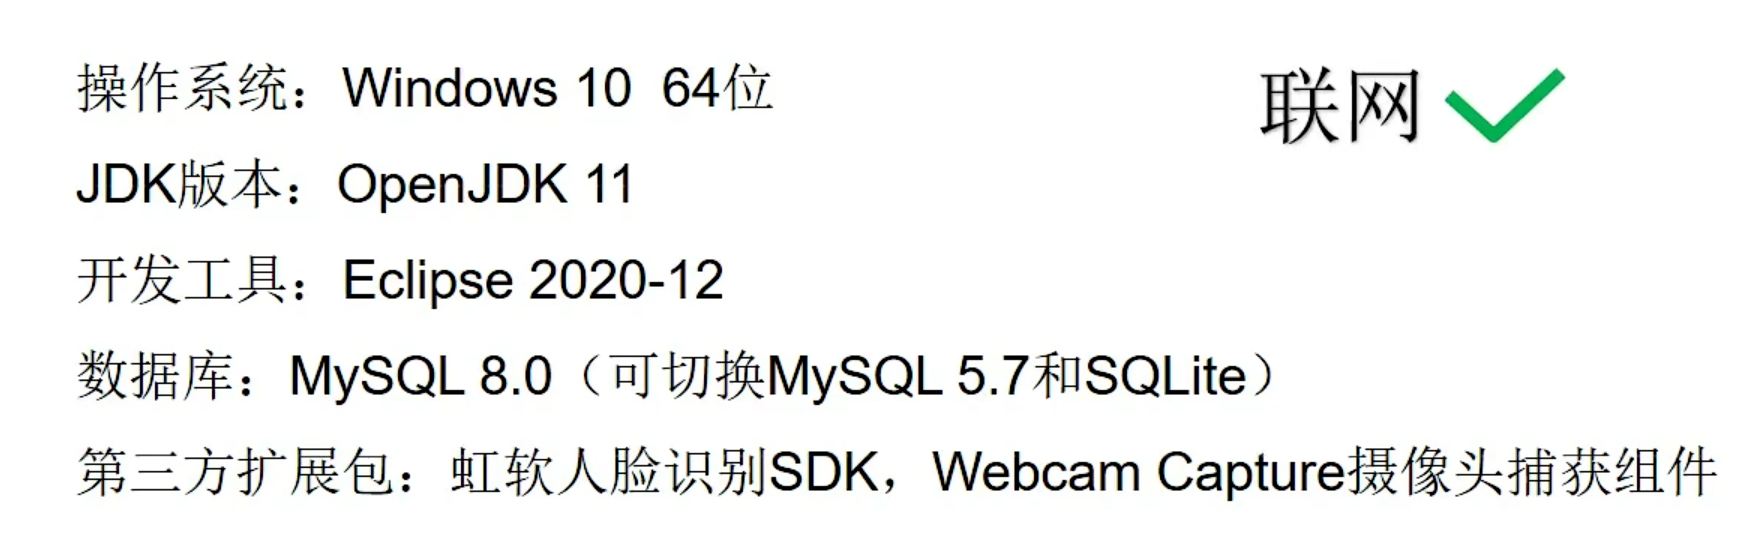 操作系统：Windows 10  64位
联网
JDK版本：OpenJDK 11
开发工具：Eclipse 2020-12
数据库：MySQL 8.0（可切换MySQL 5.7和SQLite）
第三方扩展包：虹软人脸识别SDK，Webcam Capture摄像头捕获组件